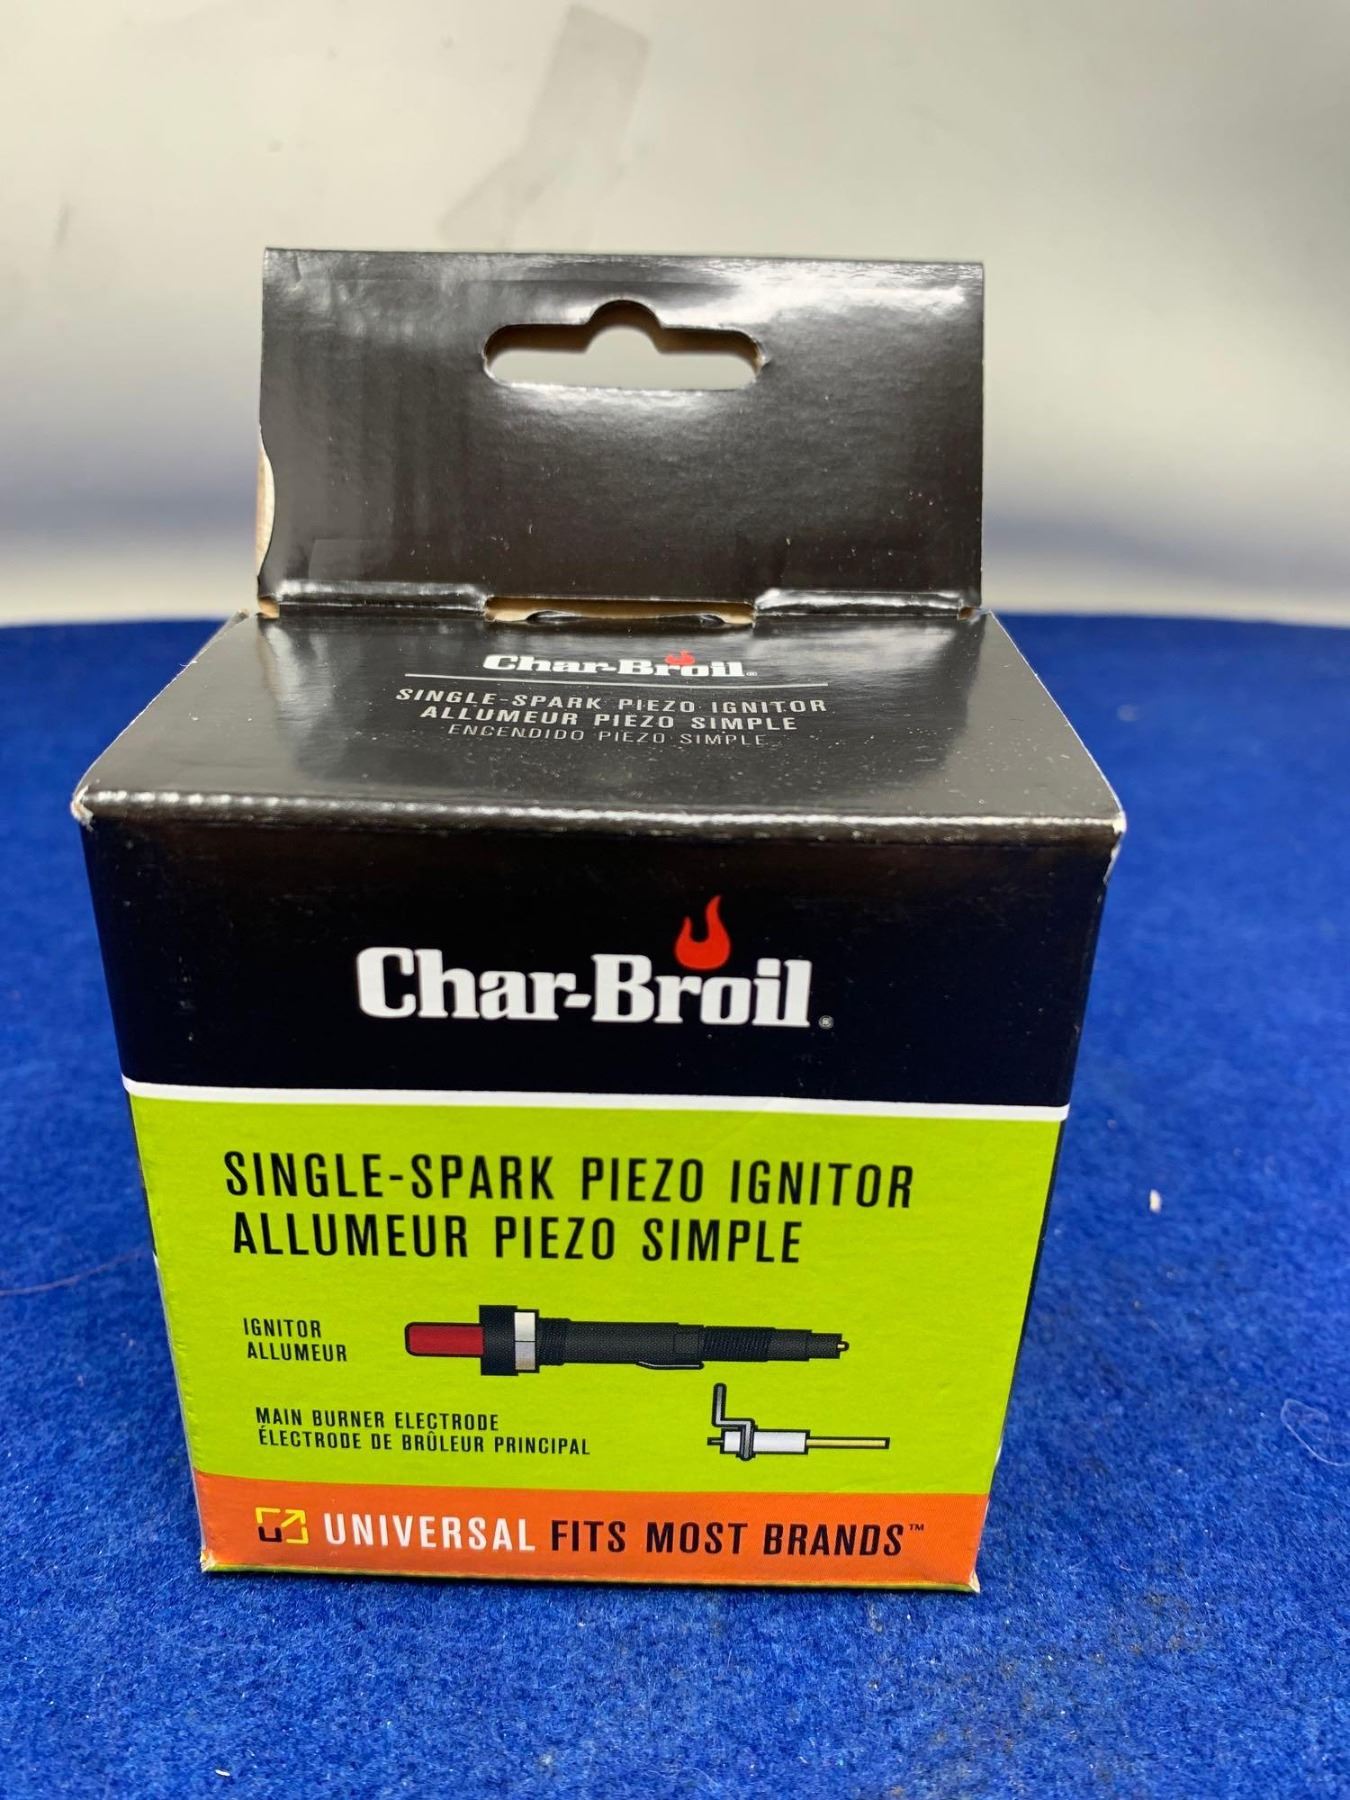 Char-Broil®
SINGLE-SPARK PIEZO IGNITOR
ALLUMEUR PIEZO SIMPLE
ENCENDIDO PIEZO SIMPLE
Char-Broil®
SINGLE-SPARK PIEZO IGNITOR
ALLUMEUR PIEZO SIMPLE
IGNITOR
ALLUMEUR
MAIN BURNER ELECTRODE
ÉLECTRODE DE BRÛLEUR PRINCIPAL
UNIVERSAL FITS MOST BRANDS™